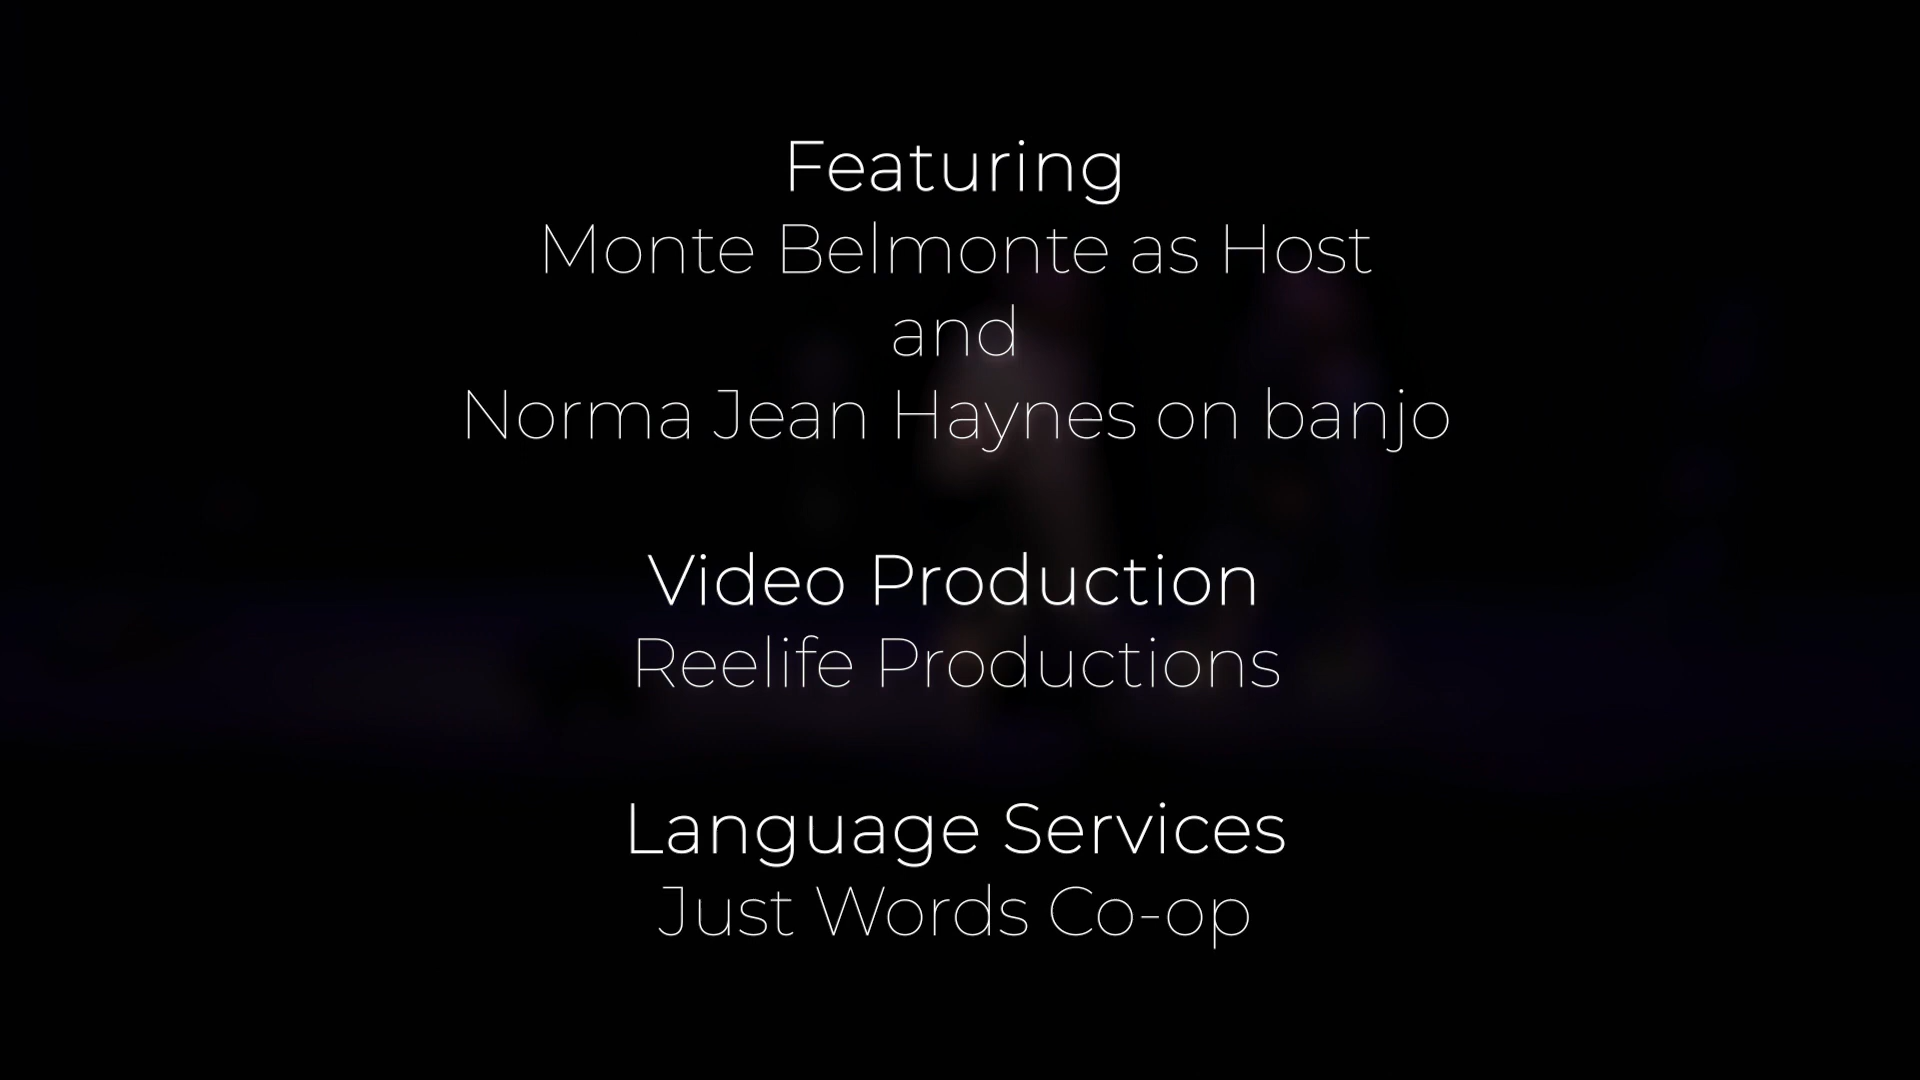 Featuring
Monte Belmonte as Host
and
Norma Jean Haynes on banjo
Video Production
Reelife Productions
Language Services
Just Words Co-op